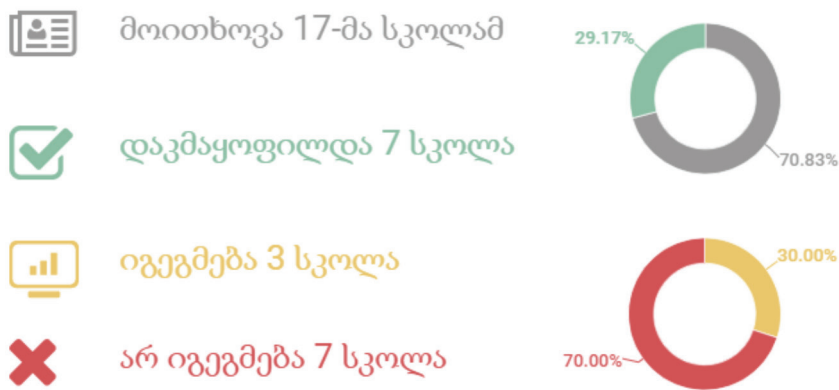 მოითხოვა 17-მა სკოლამ
29.17%
70.83%
დაკმაყოფილდა 7 სკოლა
იგეგმება 3 სკოლა
30.00%
არ იგეგმება 7 სკოლა
70.00%